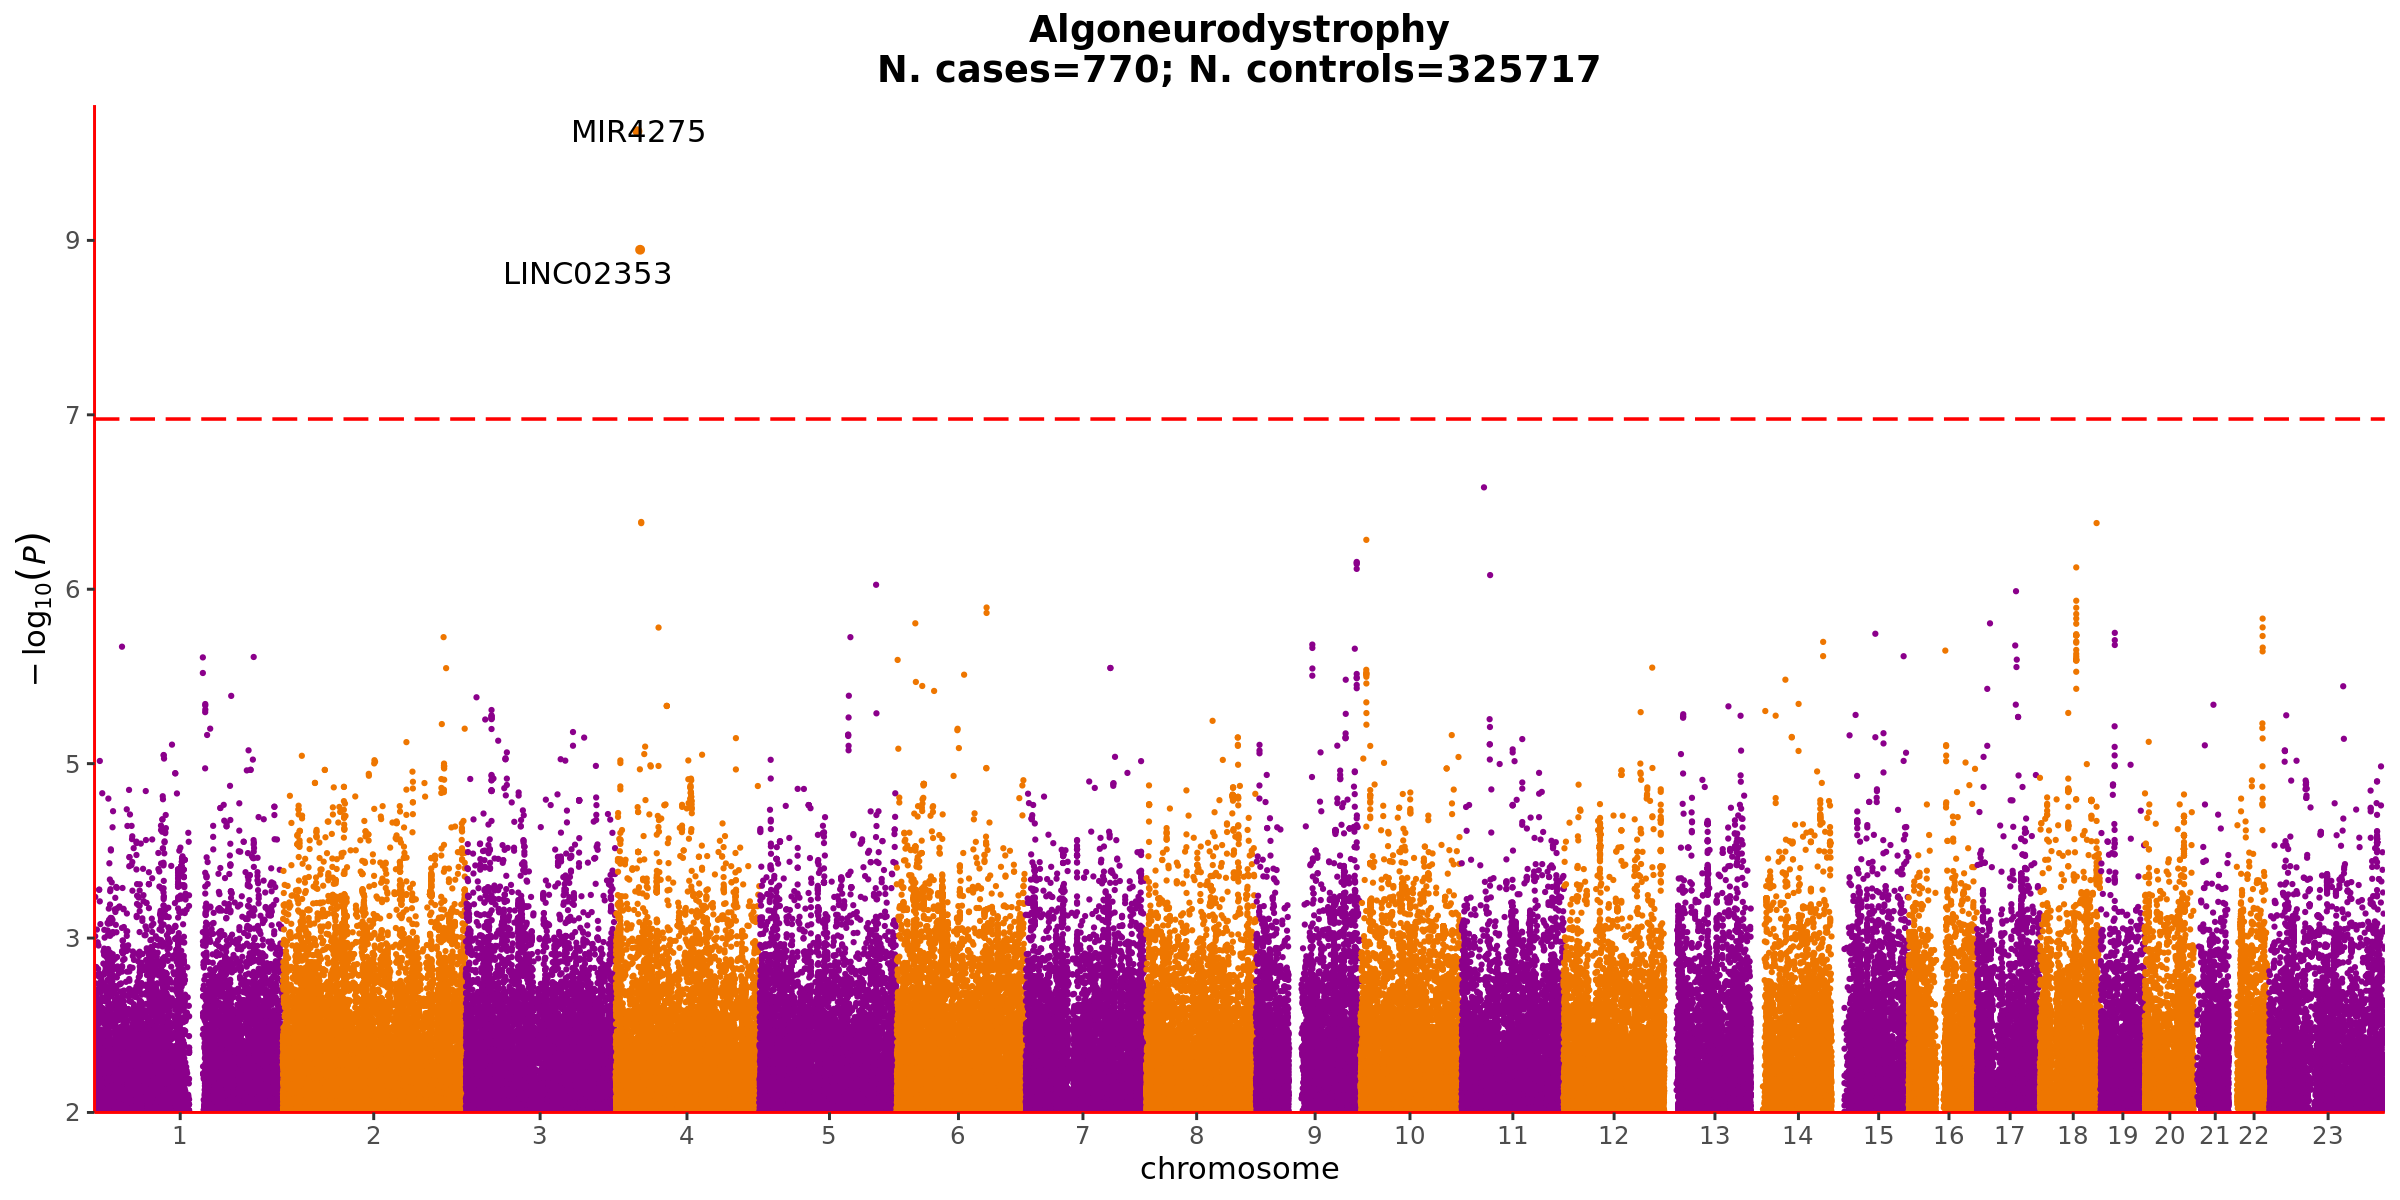 Algoneurodystrophy
N. cases=770; N. controls=325717
MIR4275
9
LINC02353
7
6
5
3
2
−log10(P)
1 2 3 4 5 6 7 8 9 10 11 12 13 14 15 16 17 18 19 20 21 22 23
chromosome